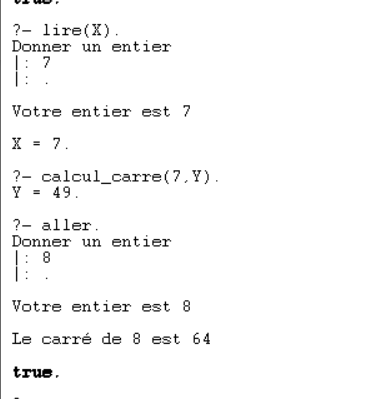 true.
?- lire(X).
Donner un entier
|: 7
|: .
Votre entier est 7
X = 7.
?- calcul_carre(7,Y).
Y = 49.
?- aller.
Donner un entier
|: 8
|: .
Votre entier est 8
Le carré de 8 est 64
true.